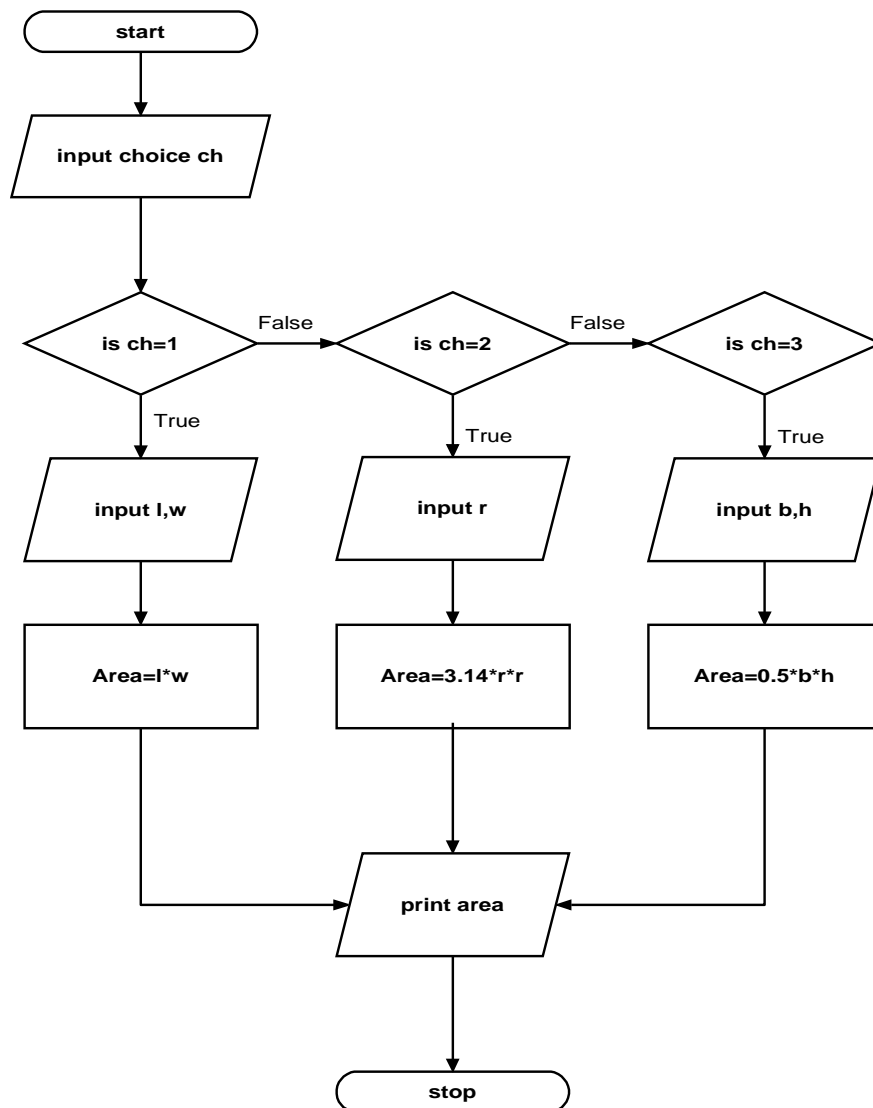 start
input choice ch
is ch=1
False
is ch=2
False
is ch=3
True
True
True
input l,w
input r
input b,h
Area=l*w
Area=3.14*r*r
Area=0.5*b*h
print area
stop